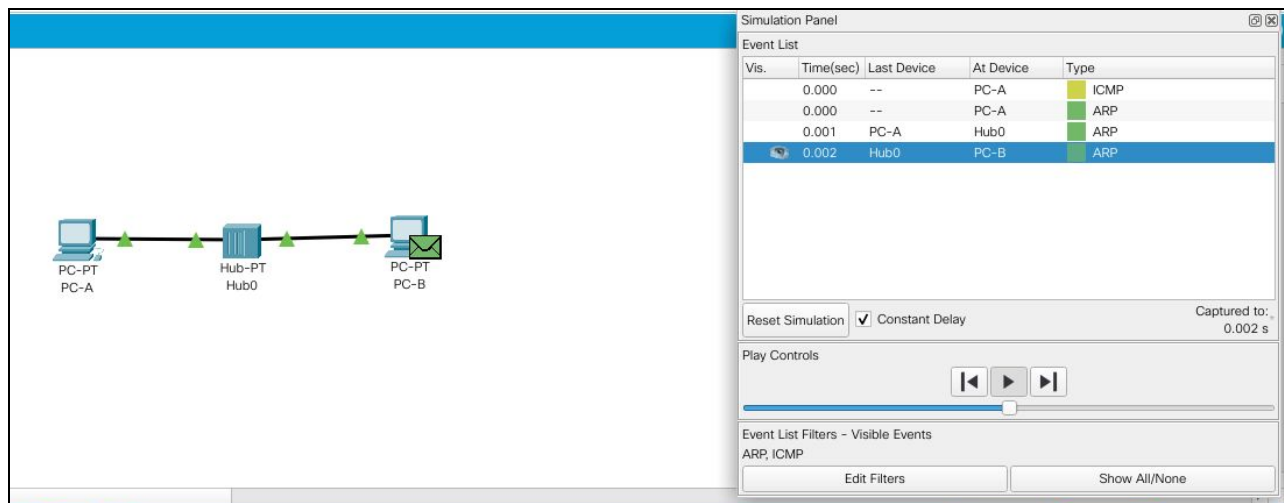 Simulation Panel
Event List
Vis. Time(sec) Last Device At Device Type
0.000 -- PC-A ICMP
0.000 -- PC-A ARP
0.001 PC-A Hub0 ARP
0.002 Hub0 PC-B ARP
PC-PT
PC-A
Hub-PT
Hub0
PC-PT
PC-B
Reset Simulation Constant Delay Captured to:
0.002 s
Play Controls
Event List Filters - Visible Events
ARP, ICMP
Edit Filters Show All/None